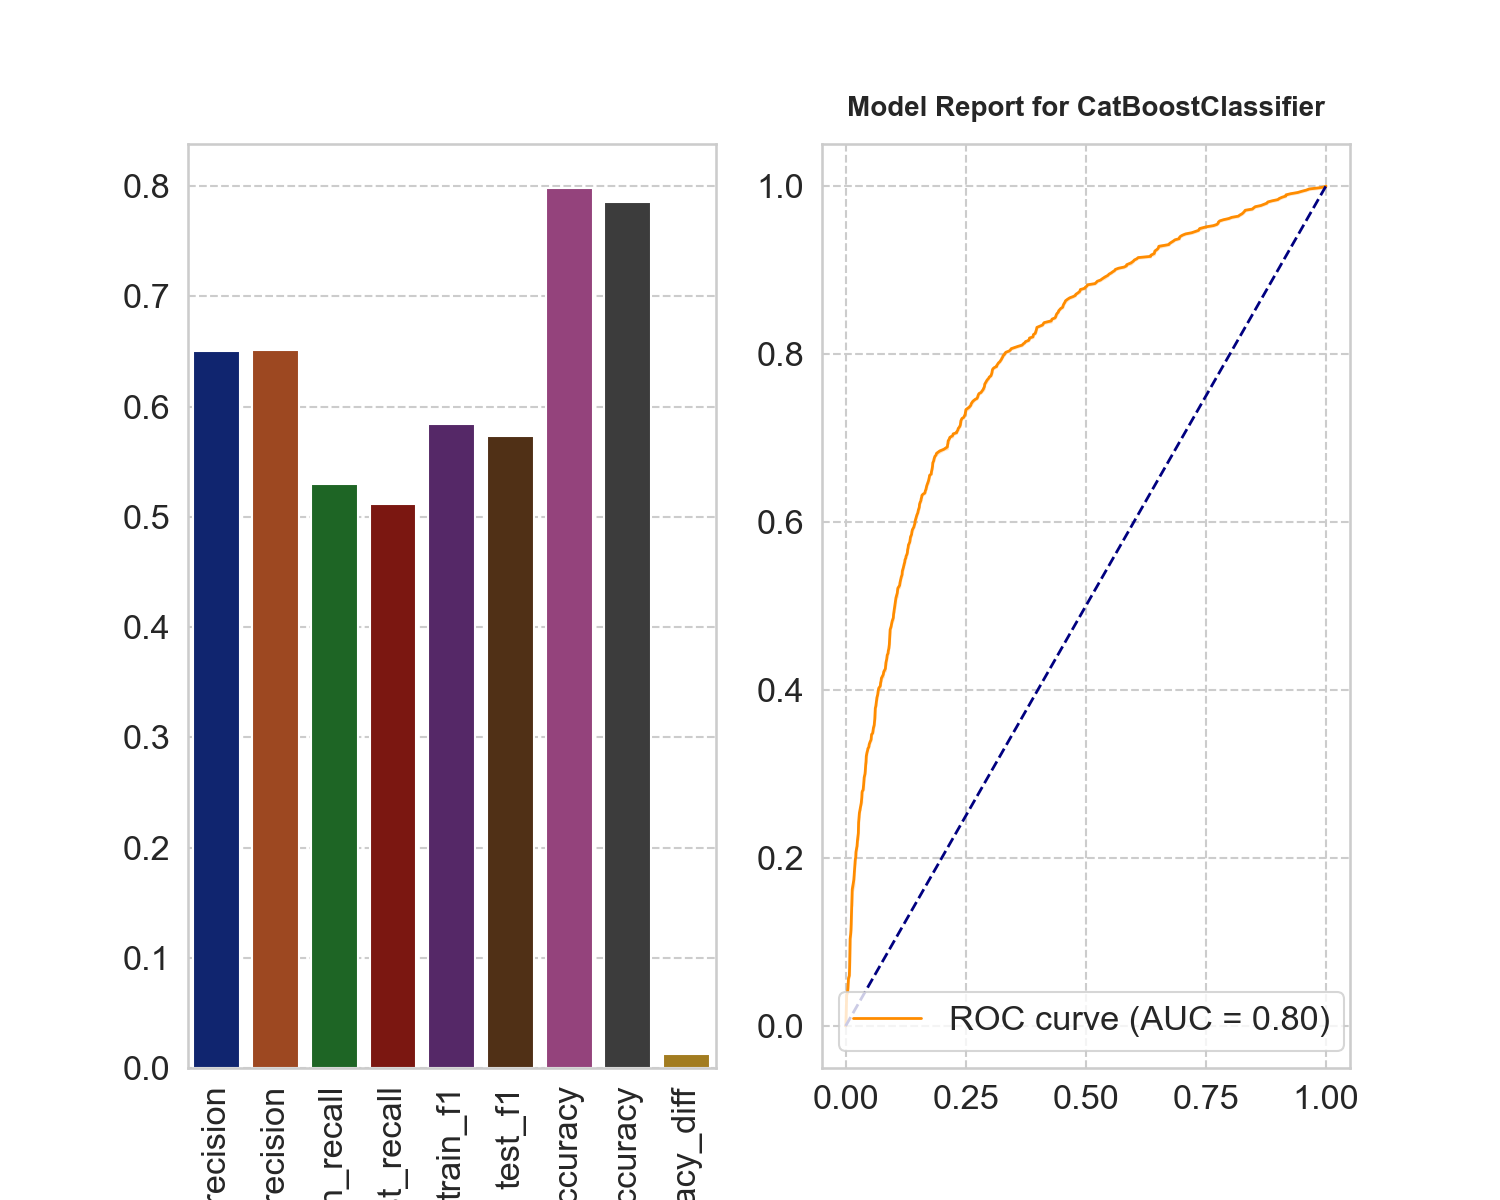 Model Report for CatBoostClassifier
0.8
0.7
0.6
0.5
0.4
0.3
0.2
0.1
0.0
recision
recision
n_recall
t_recall
train_f1
test_f1
ccuracy
ccuracy
acy_diff
1.0
0.8
0.6
0.4
0.2
0.0
ROC curve (AUC = 0.80)
0.00 0.25 0.50 0.75 1.00